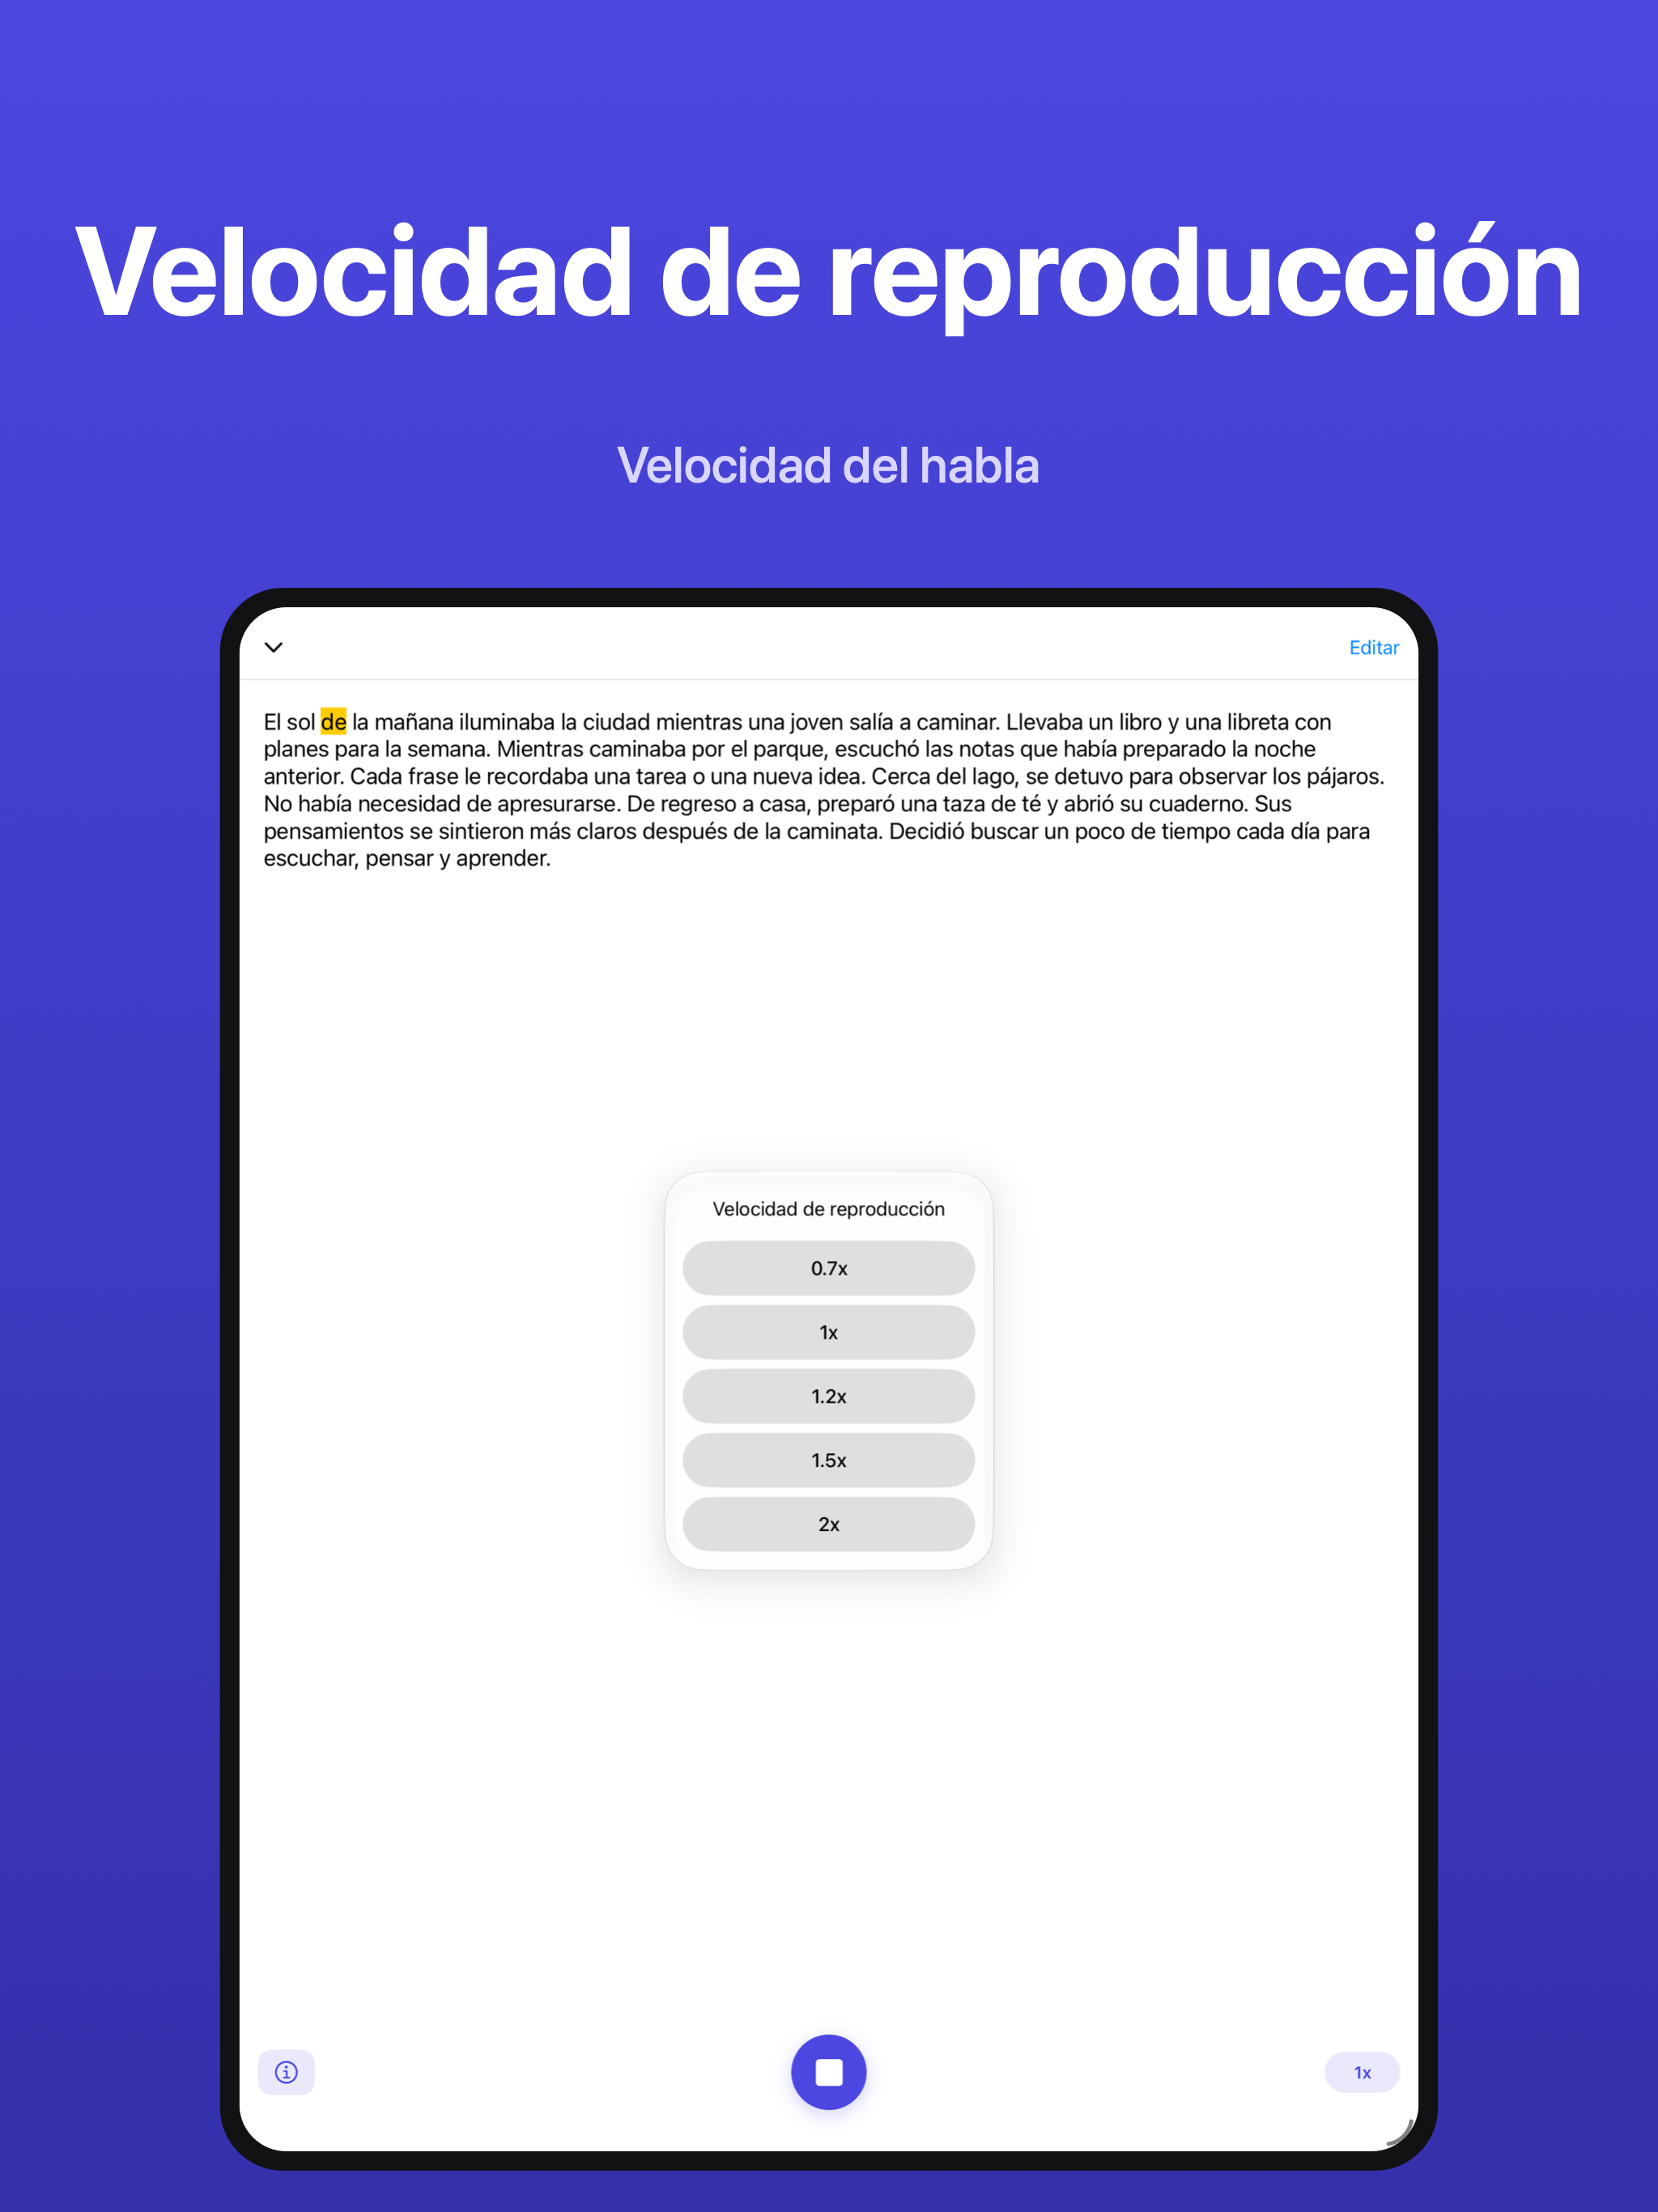 Velocidad de reproducción
Velocidad del habla
Editar
El sol de la mañana iluminaba la ciudad mientras una joven salía a caminar. Llevaba un libro y una libreta con
planes para la semana. Mientras caminaba por el parque, escuchó las notas que había preparado la noche
anterior. Cada frase le recordaba una tarea o una nueva idea. Cerca del lago, se detuvo para observar los pájaros.
No había necesidad de apresurarse. De regreso a casa, preparó una taza de té y abrió su cuaderno. Sus
pensamientos se sintieron más claros después de la caminata. Decidió buscar un poco de tiempo cada día para
escuchar, pensar y aprender.
Velocidad de reproducción
0.7x
1x
1.2x
1.5x
2x
1x